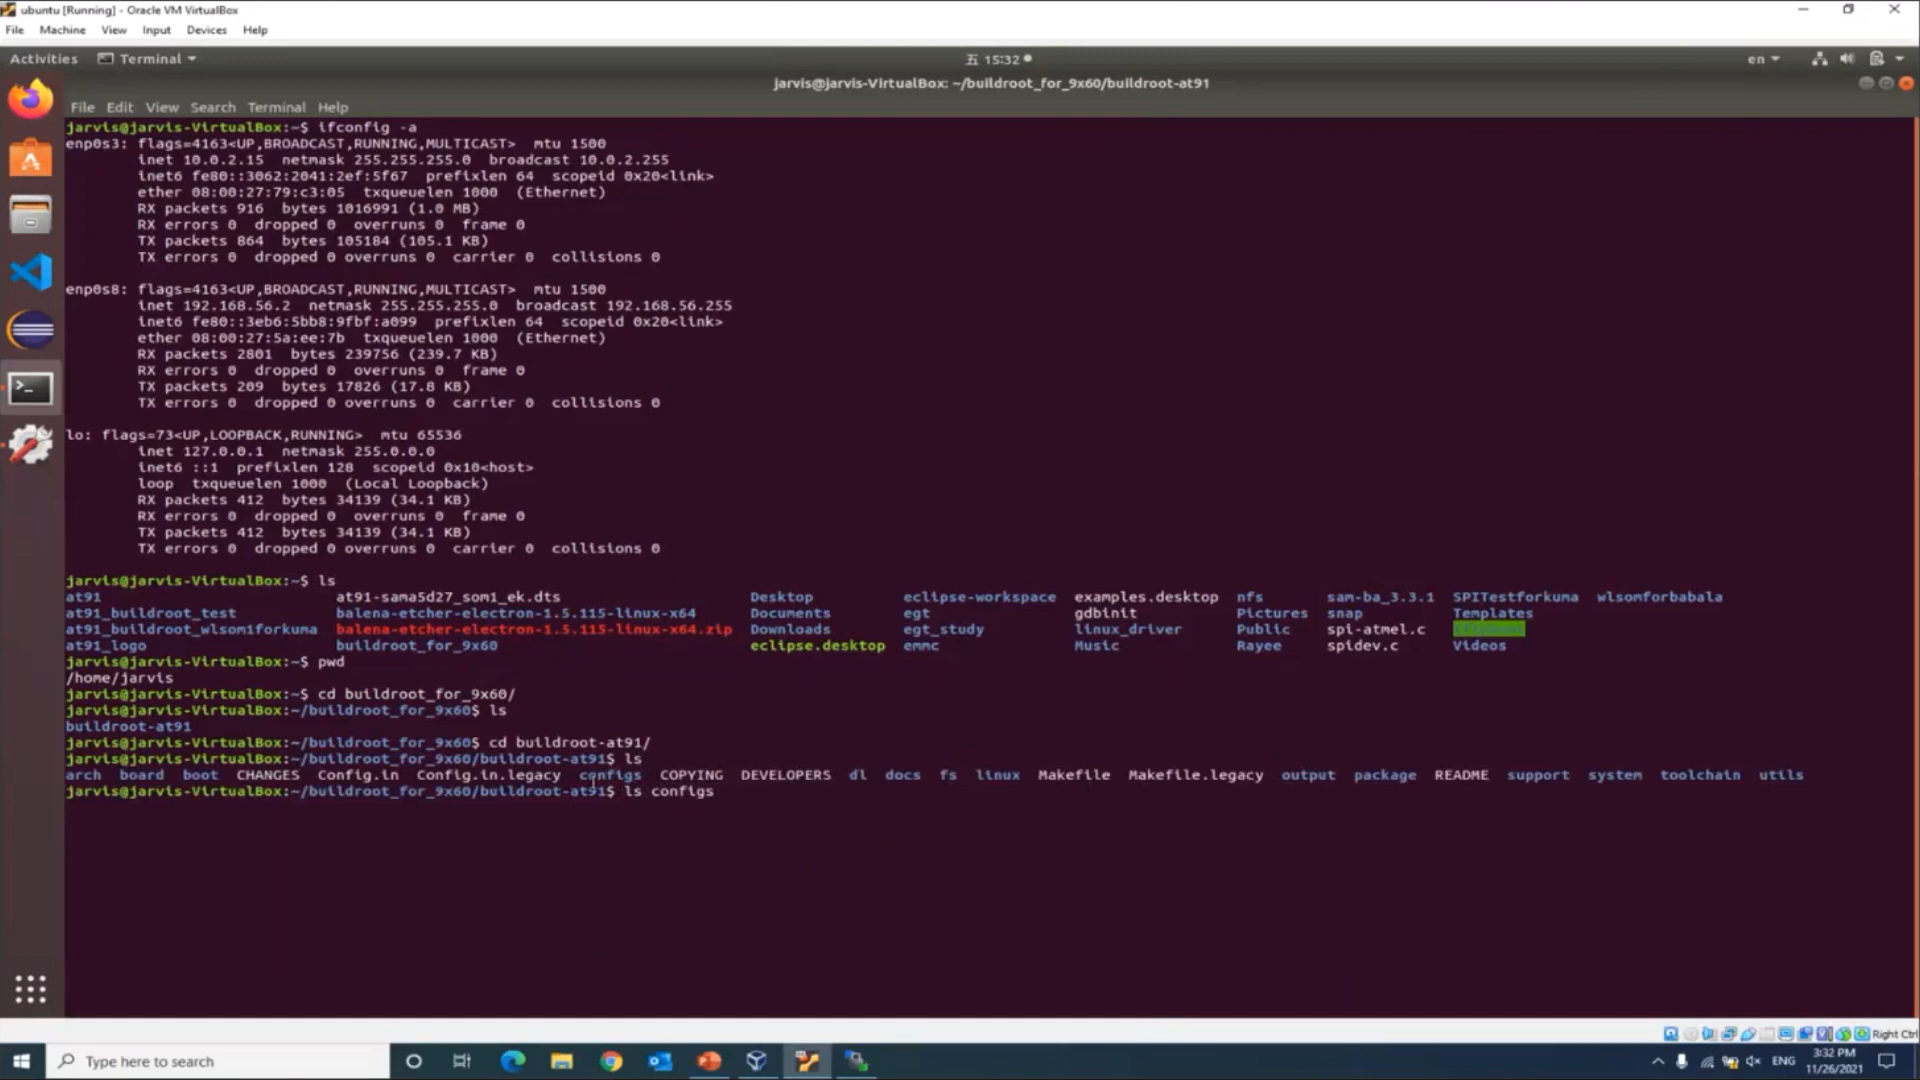 ubuntu [Running] - Oracle VM VirtualBox
File Machine View Input Devices Help
Activities Terminal 五 15:32 en
jarvis@jarvis-VirtualBox: ~/buildroot_for_9x60/buildroot-at91
File Edit View Search Terminal Help
jarvis@jarvis-VirtualBox:~$ ifconfig -a
enp0s3: flags=4163<UP,BROADCAST,RUNNING,MULTICAST> mtu 1500
inet 10.0.2.15 netmask 255.255.255.0 broadcast 10.0.2.255
inet6 fe80::3062:2041:2ef:5f67 prefixlen 64 scopeid 0x20<link>
ether 08:00:27:79:c3:05 txqueuelen 1000 (Ethernet)
RX packets 916 bytes 1016991 (1.0 MB)
RX errors 0 dropped 0 overruns 0 frame 0
TX packets 864 bytes 105184 (105.1 KB)
TX errors 0 dropped 0 overruns 0 carrier 0 collisions 0
enp0s8: flags=4163<UP,BROADCAST,RUNNING,MULTICAST> mtu 1500
inet 192.168.56.2 netmask 255.255.255.0 broadcast 192.168.56.255
inet6 fe80::3eb6:5bb8:9fbf:a099 prefixlen 64 scopeid 0x20<link>
ether 08:00:27:5a:ee:7b txqueuelen 1000 (Ethernet)
RX packets 2801 bytes 239756 (239.7 KB)
RX errors 0 dropped 0 overruns 0 frame 0
TX packets 209 bytes 17826 (17.8 KB)
TX errors 0 dropped 0 overruns 0 carrier 0 collisions 0
lo: flags=73<UP,LOOPBACK,RUNNING> mtu 65536
inet 127.0.0.1 netmask 255.0.0.0
inet6 ::1 prefixlen 128 scopeid 0x10<host>
loop txqueuelen 1000 (Local Loopback)
RX packets 412 bytes 34139 (34.1 KB)
RX errors 0 dropped 0 overruns 0 frame 0
TX packets 412 bytes 34139 (34.1 KB)
TX errors 0 dropped 0 overruns 0 carrier 0 collisions 0
jarvis@jarvis-VirtualBox:~$ ls
at91 at91-sama5d27_som1_ek.dts Desktop eclipse-workspace examples.desktop nfs sam-ba_3.3.1 SPITestforkuma wlsomforbabala
at91_buildroot_test balena-etcher-electron-1.5.115-linux-x64 Documents egt gdbinit Pictures snap Templates
at91_buildroot_wlsom1forkuma balena-etcher-electron-1.5.115-linux-x64.zip Downloads egt_study linux_driver Public spi-atmel.c
at91_logo buildroot_for_9x60 eclipse.desktop emmc Music Rayee spidev.c Videos
jarvis@jarvis-VirtualBox:~$ pwd
/home/jarvis
jarvis@jarvis-VirtualBox:~$ cd buildroot_for_9x60/
jarvis@jarvis-VirtualBox:~/buildroot_for_9x60$ ls
buildroot-at91
jarvis@jarvis-VirtualBox:~/buildroot_for_9x60$ cd buildroot-at91/
jarvis@jarvis-VirtualBox:~/buildroot_for_9x60/buildroot-at91$ ls
arch board boot CHANGES Config.in Config.in.legacy configs COPYING DEVELOPERS dl docs fs linux Makefile Makefile.legacy output package README support system toolchain utils
jarvis@jarvis-VirtualBox:~/buildroot_for_9x60/buildroot-at91$ ls configs
Right Ctrl
Type here to search
ENG
3:32 PM
11/26/2021